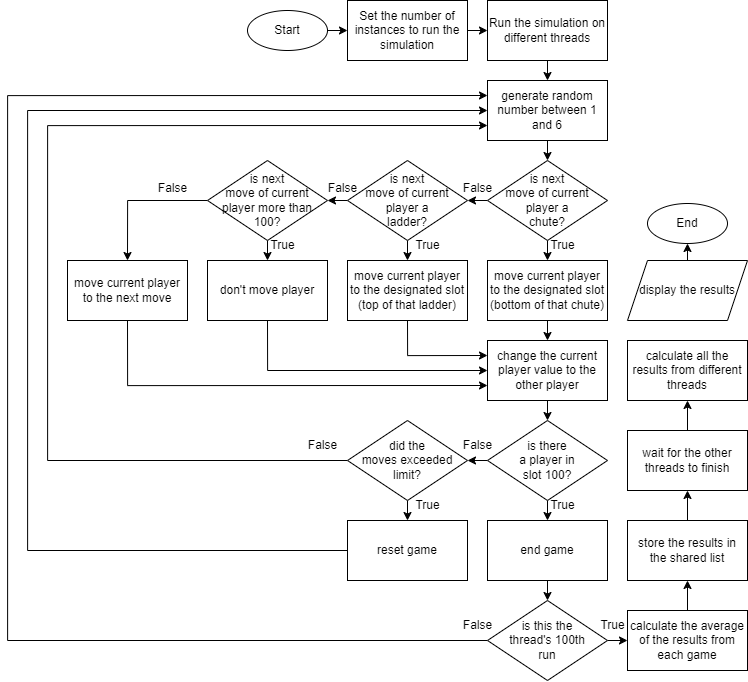 Start
Set the number of
instances to run the
simulation
Run the simulation on
different threads
generate random
number between 1
and 6
is next
move of current
player a
chute?
False
is next
move of current
player a
ladder?
False
is next
move of current
player more than
100?
False
True
True
True
move current player
to the next move
don't move player
move current player
to the designated slot
(top of that ladder)
move current player
to the designated slot
(bottom of that chute)
change the current
player value to the
other player
is there
a player in
slot 100?
False
did the
moves exceeded
limit?
False
True
True
reset game
end game
is this the
thread's 100th
run
False
True
calculate the average
of the results from
each game
store the results in
the shared list
wait for the other
threads to finish
calculate all the
results from different
threads
display the results
End